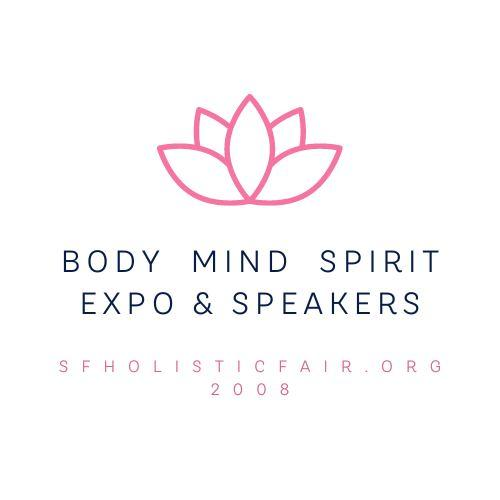 BODY MIND SPIRIT
EXPO & SPEAKERS
SFHOLISTICFAIR.ORG
2008